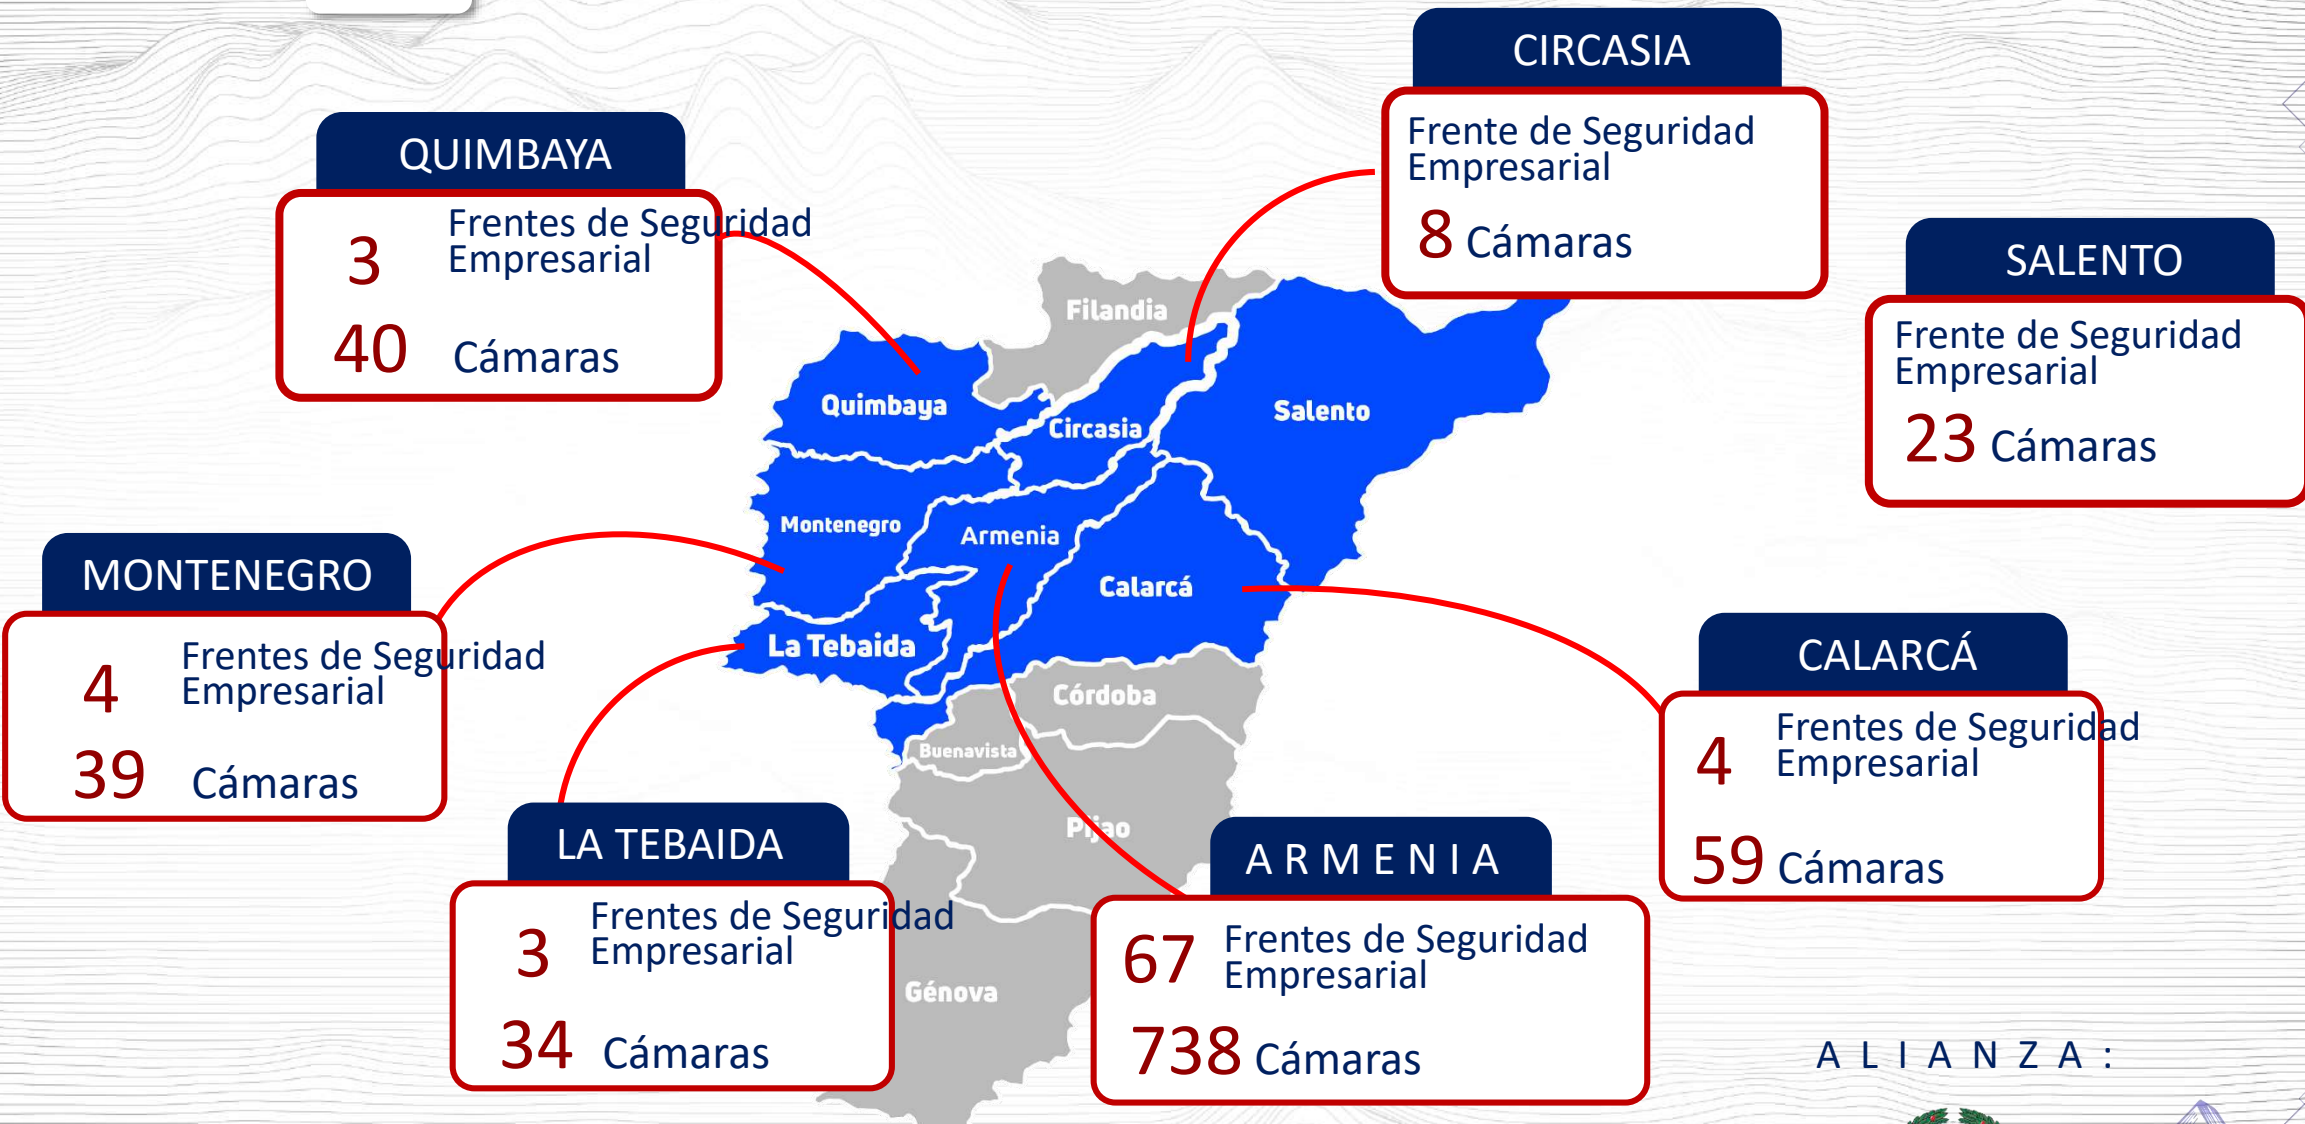 CIRCASIA
Frente de Seguridad
Empresarial
8 Cámaras
QUIMBAYA
3 Frentes de Seguridad
Empresarial
40 Cámaras
SALENTO
Frente de Seguridad
Empresarial
23 Cámaras
Filandia
Quimbaya
Circasia
Salento
Montenegro
Armenia
Calarcá
La Tebaida
Córdoba
Buenavista
Pijao
Génova
MONTENEGRO
4 Frentes de Seguridad
Empresarial
39 Cámaras
CALARCÁ
4 Frentes de Seguridad
Empresarial
59 Cámaras
LA TEBAIDA
3 Frentes de Seguridad
Empresarial
34 Cámaras
ARMENIA
67 Frentes de Seguridad
Empresarial
738 Cámaras
ALIANZA: